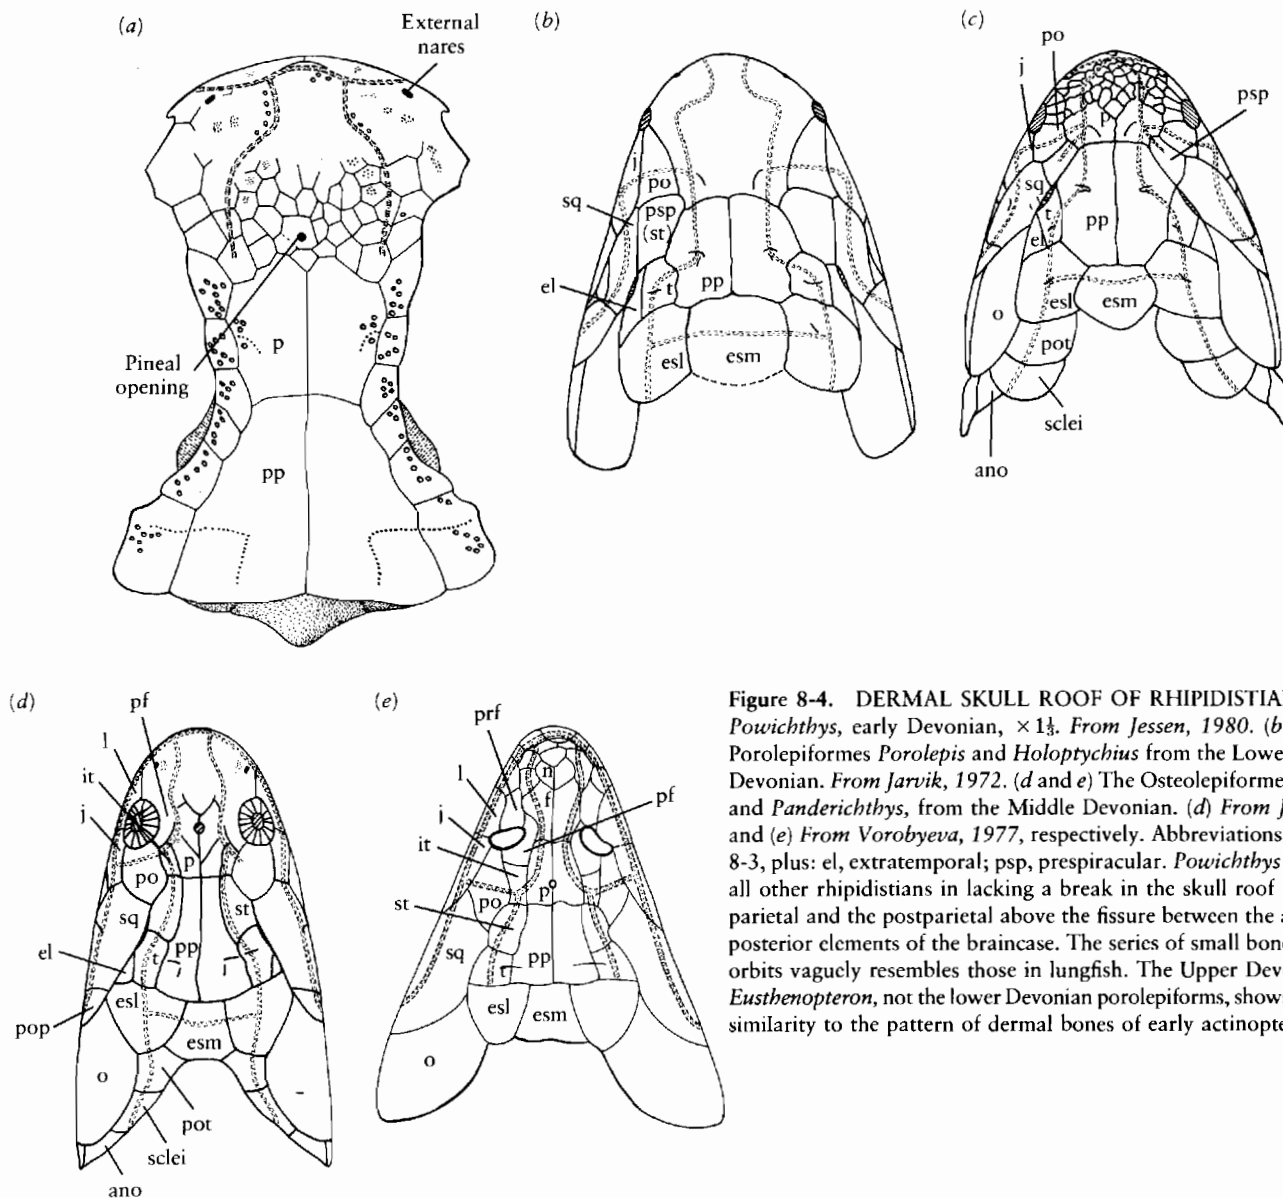 (a)
External
nares
Pineal
opening
p
pp
(b)
l
po
sq
psp
(st)
el
t
pp
esl
esm
(c)
po
j
psp
p
sq
t
pp
el
esl
esm
o
pot
sclei
ano
(d)
pf
l
it
j
p
po
sq
st
el
pp
t
esl
pop
esm
o
pot
sclei
ano
(e)
prf
n
l
f
pf
j
it
p
st
po
sq
pp
t
esl
esm
o
Figure 8-4. DERMAL SKULL ROOF OF RHIPIDISTIA
Powichthys, early Devonian, ×1⅓. From Jessen, 1980. (b
Porolepiformes Porolepis and Holoptychius from the Lowe
Devonian. From Jarvik, 1972. (d and e) The Osteolepiforme
and Panderichthys, from the Middle Devonian. (d) From J
and (e) From Vorobyeva, 1977, respectively. Abbreviations
8-3, plus: el, extratemporal; psp, prespiracular. Powichthys
all other rhipidistians in lacking a break in the skull roof
parietal and the postparietal above the fissure between the a
posterior elements of the braincase. The series of small bon
orbits vaguely resembles those in lungfish. The Upper Dev
Eusthenopteron, not the lower Devonian porolepiforms, show
similarity to the pattern of dermal bones of early actinopte